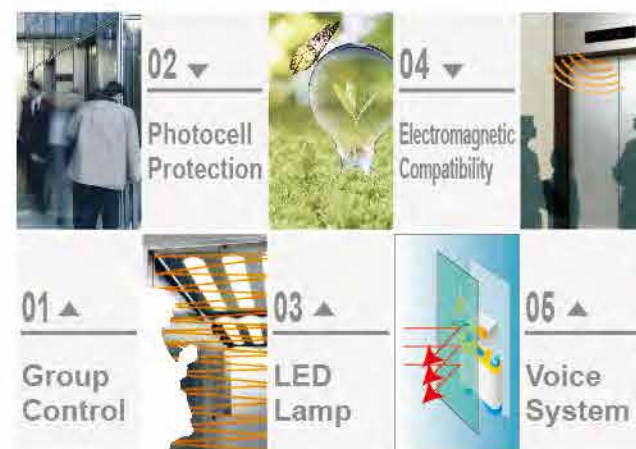 02
Photocell
Protection
04
Electromagnetic
Compatibility
01
Group
Control
03
LED
Lamp
05
Voice
System